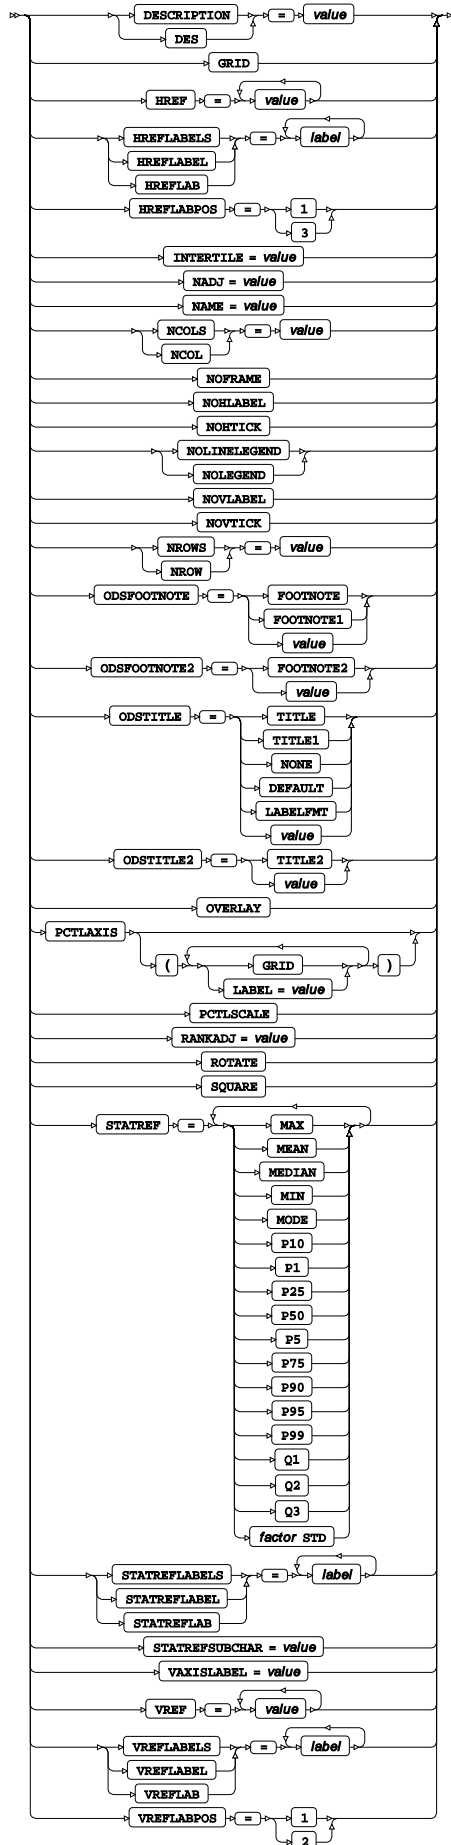 DESCRIPTION = value
DES
GRID
HREF = value
HREFLABELS = label
HREFLABEL
HREFLAB
HREFLABPOS = 1
3
INTERTILE = value
NADJ = value
NAME = value
NCOLS = value
NCOL
NOFRAME
NOHLABEL
NOHTICK
NOLINELEGEND
NOLEGEND
NOVLABEL
NOVTICK
NROWS = value
NROW
ODSFOOTNOTE = FOOTNOTE
FOOTNOTE1
value
ODSFOOTNOTE2 = FOOTNOTE2
value
ODSTITLE = TITLE
TITLE1
NONE
DEFAULT
LABELFMT
value
ODSTITLE2 = TITLE2
value
OVERLAY
PCTLAXIS
( GRID )
LABEL = value
PCTLSCALE
RANKADJ = value
ROTATE
SQUARE
STATREF = MAX
MEAN
MEDIAN
MIN
MODE
P10
P1
P25
P50
P5
P75
P90
P95
P99
Q1
Q2
Q3
factor STD
STATREFLABELS = label
STATREFLABEL
STATREFLAB
STATREFSUBCHAR = value
VAXISLABEL = value
VREF = value
VREFLABELS = label
VREFLABEL
VREFLAB
VREFLABPOS = 1
2